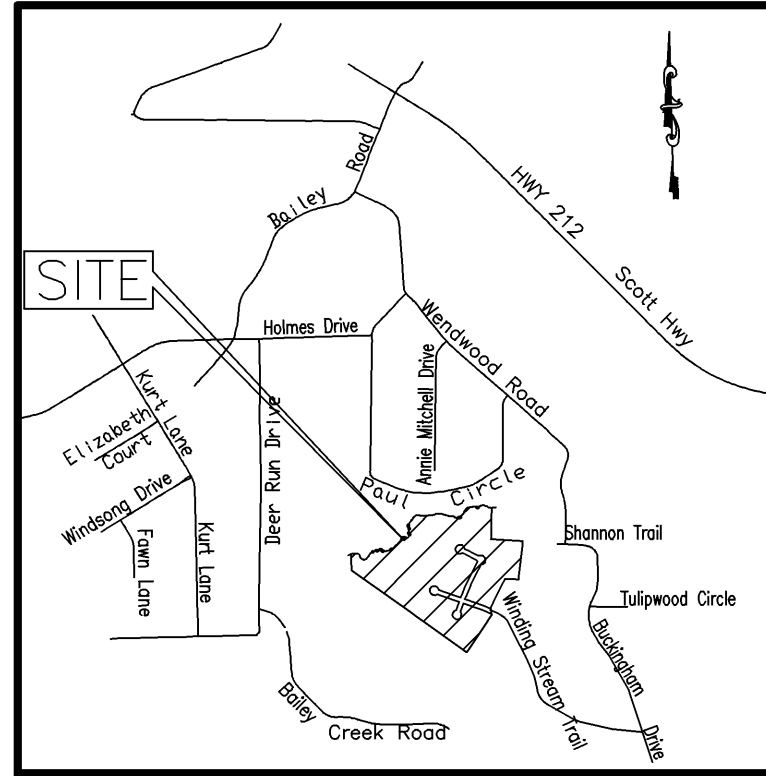 HWY 212
Scott Hwy
Bailey Road
SITE
Holmes Drive
Wendwood Road
Kurt Lane
Annie Mitchell Drive
Elizabeth
Court
Deer Run Drive
Paul Circle
Windsong Drive
Fawn Lane
Kurt Lane
Shannon Trail
Tulipwood Circle
Winding Stream Trail
Buckingham Drive
Bailey
Creek Road